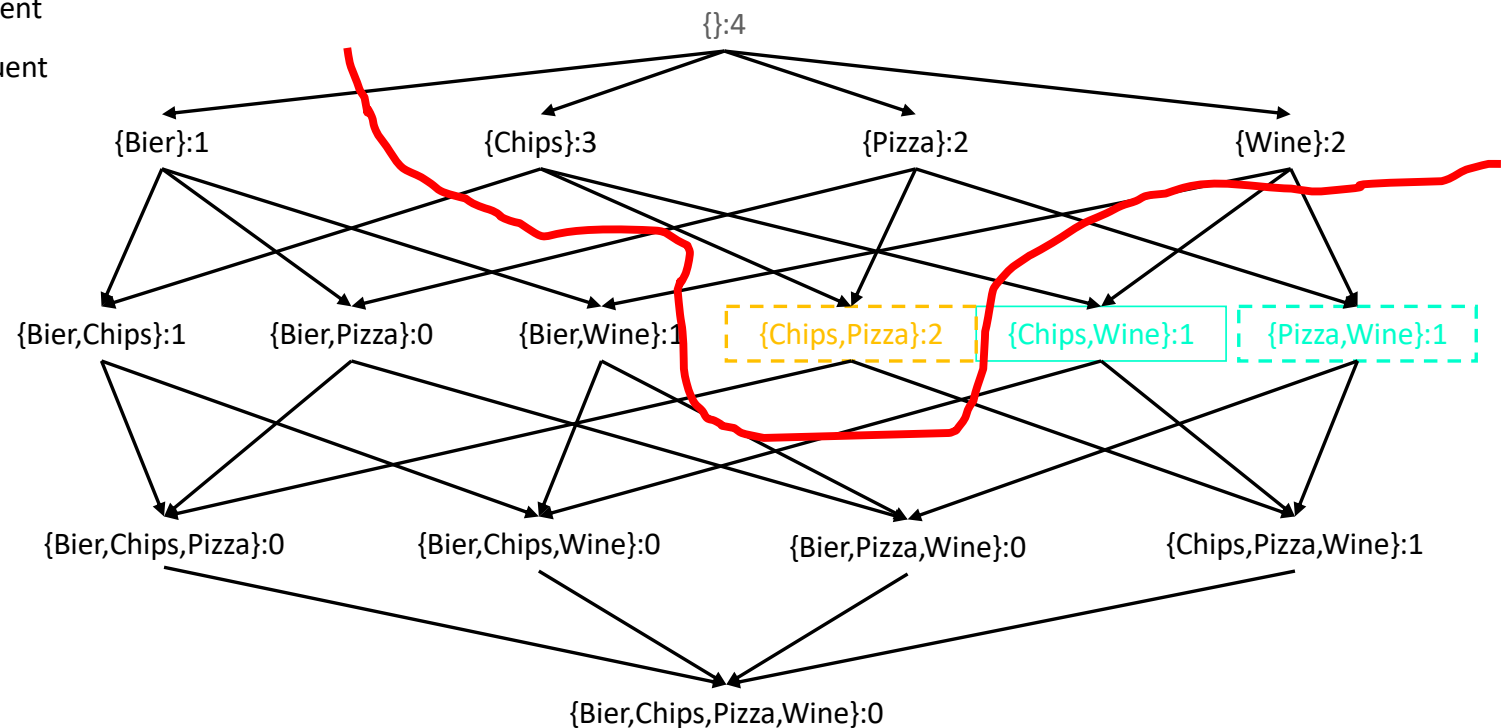 {}:4
{Bier}:1 {Chips}:3 {Pizza}:2 {Wine}:2
{Bier,Chips}:1 {Bier,Pizza}:0 {Bier,Wine}:1 {Chips,Pizza}:2 {Chips,Wine}:1 {Pizza,Wine}:1
{Bier,Chips,Pizza}:0 {Bier,Chips,Wine}:0 {Bier,Pizza,Wine}:0 {Chips,Pizza,Wine}:1
{Bier,Chips,Pizza,Wine}:0